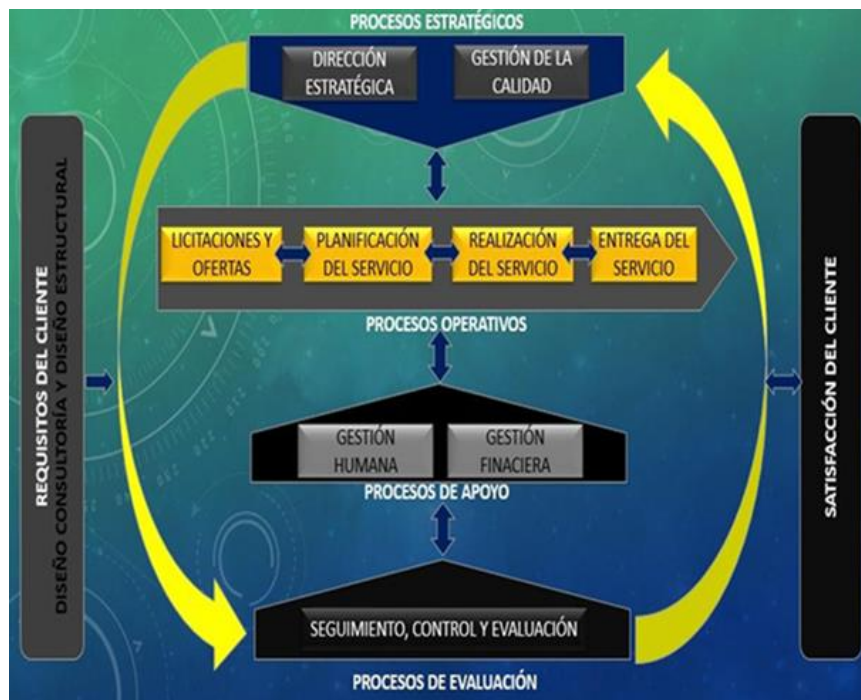 PROCESOS ESTRATÉGICOS
DIRECCIÓN
ESTRATÉGICA
GESTIÓN DE LA
CALIDAD
REQUISITOS DEL CLIENTE
DISEÑO CONSULTORÍA Y DISEÑO ESTRUCTURAL
LICITACIONES Y
OFERTAS
PLANIFICACIÓN
DEL SERVICIO
REALIZACIÓN
DEL SERVICIO
ENTREGA DEL
SERVICIO
PROCESOS OPERATIVOS
GESTIÓN
HUMANA
GESTIÓN
FINACIERA
PROCESOS DE APOYO
SEGUIMIENTO, CONTROL Y EVALUACIÓN
PROCESOS DE EVALUACIÓN
SATISFACCIÓN DEL CLIENTE